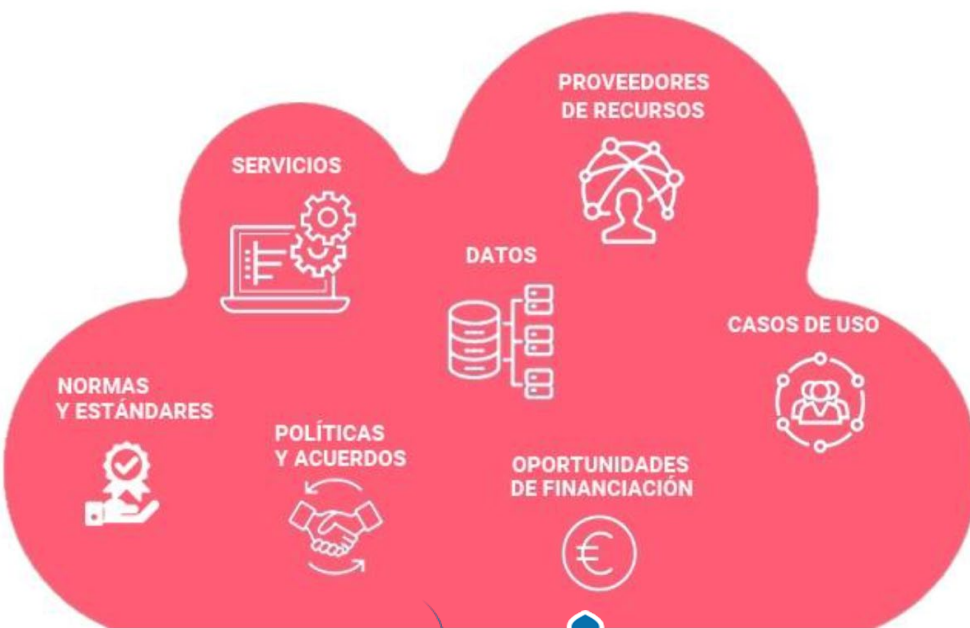 PROVEEDORES
DE RECURSOS
SERVICIOS
DATOS
CASOS DE USO
NORMAS
Y ESTÁNDARES
POLÍTICAS
Y ACUERDOS
OPORTUNIDADES
DE FINANCIACIÓN